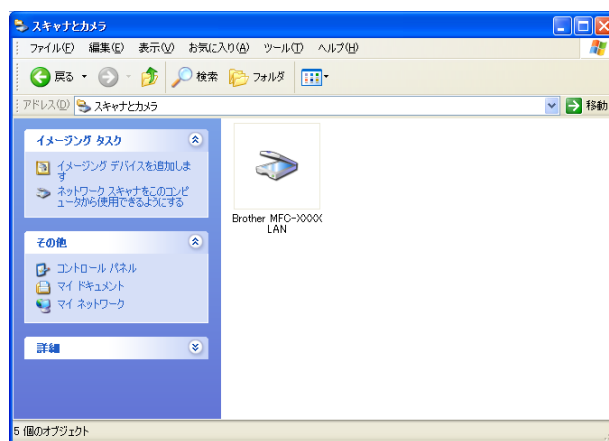 スキャナとカメラ
ファイル(F) 編集(E) 表示(V) お気に入り(A) ツール(T) ヘルプ(H)
戻る 検索 フォルダ
アドレス(D) スキャナとカメラ 移動
イメージング タスク
イメージング デバイスを追加しま
す
ネットワーク スキャナをこのコンピ
ュータから使用できるようにする
その他
コントロール パネル
マイ ドキュメント
マイ ネットワーク
詳細
Brother MFC-XXXX
LAN
5 個のオブジェクト